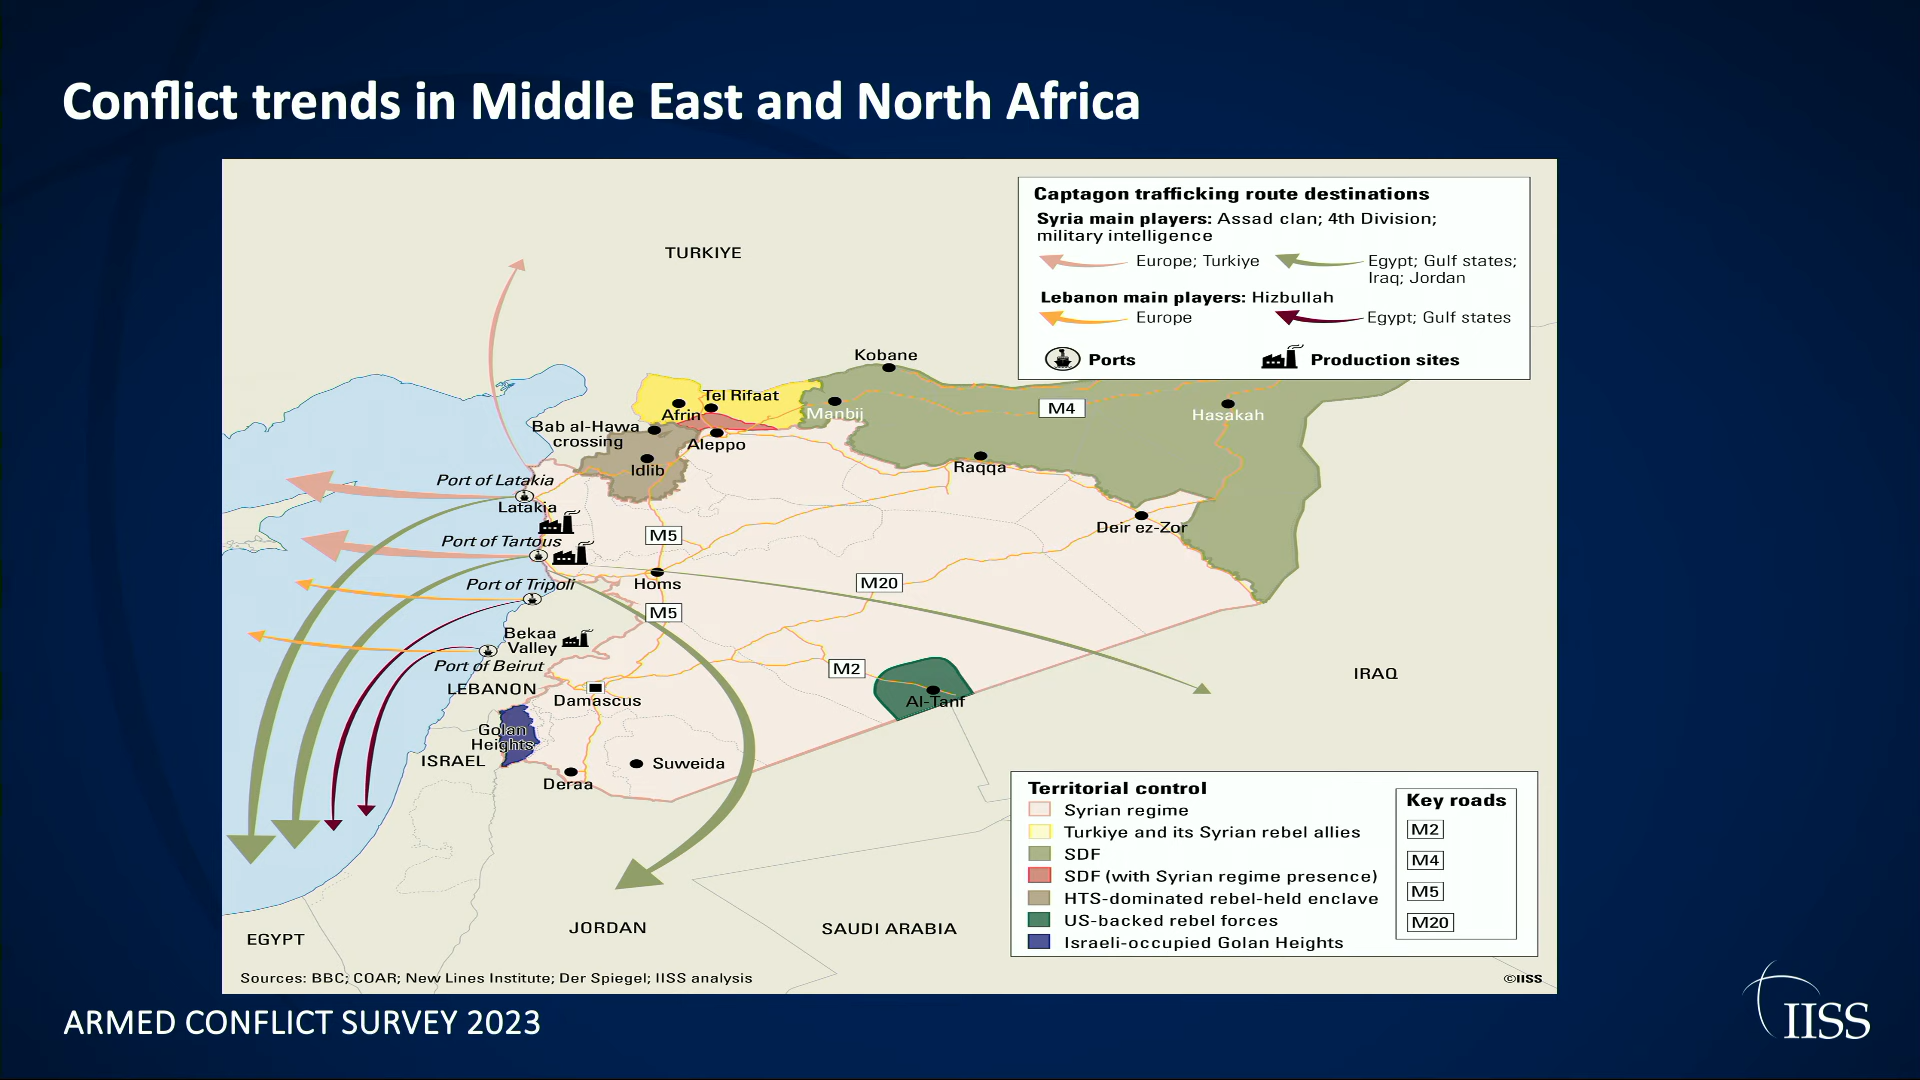 Conflict trends in Middle East and North Africa
Captagon trafficking route destinations
Syria main players: Assad clan; 4th Division;
military intelligence
Europe; Turkiye
Egypt; Gulf states;
Iraq; Jordan
Lebanon main players: Hizbullah
Europe
Egypt; Gulf states
Ports
Production sites
TURKIYE
Kobane
Tel Rifaat
Afrin
Manbij
M4
Hasakah
Bab al-Hawa
crossing
Aleppo
Idlib
Raqqa
Port of Latakia
Latakia
Deir ez-Zor
M5
Port of Tartous
Port of Tripoli
Homs
M20
M5
Bekaa
Valley
Port of Beirut
M2
IRAQ
LEBANON
Damascus
Al-Tanf
Golan
Heights
ISRAEL
Suweida
Deraa
Territorial control
Syrian regime
Turkiye and its Syrian rebel allies
SDF
SDF (with Syrian regime presence)
HTS-dominated rebel-held enclave
US-backed rebel forces
Israeli-occupied Golan Heights
Key roads
M2
M4
M5
M20
EGYPT
JORDAN
SAUDI ARABIA
Sources: BBC; COAR; New Lines Institute; Der Spiegel; IISS analysis
©IISS
ARMED CONFLICT SURVEY 2023
IISS